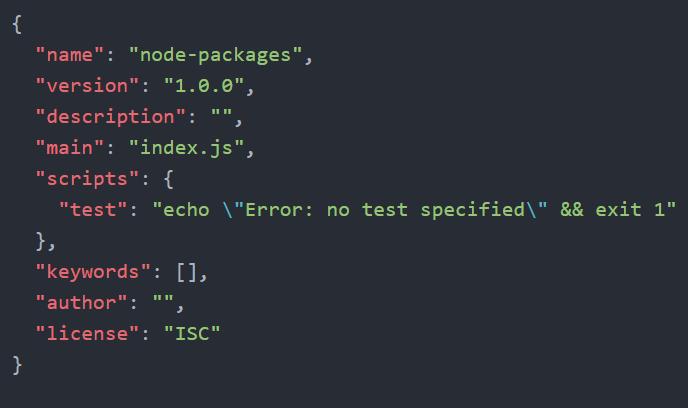 {
  "name": "node-packages",
  "version": "1.0.0",
  "description": "",
  "main": "index.js",
  "scripts": {
    "test": "echo \"Error: no test specified\" && exit 1"
  },
  "keywords": [],
  "author": "",
  "license": "ISC"
}